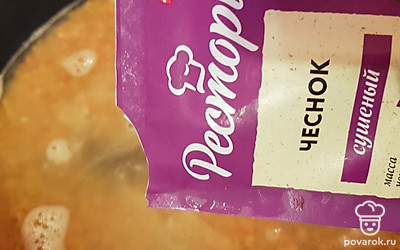 Рестор
ЧЕСНОК
сушеный
масса
povarok.ru